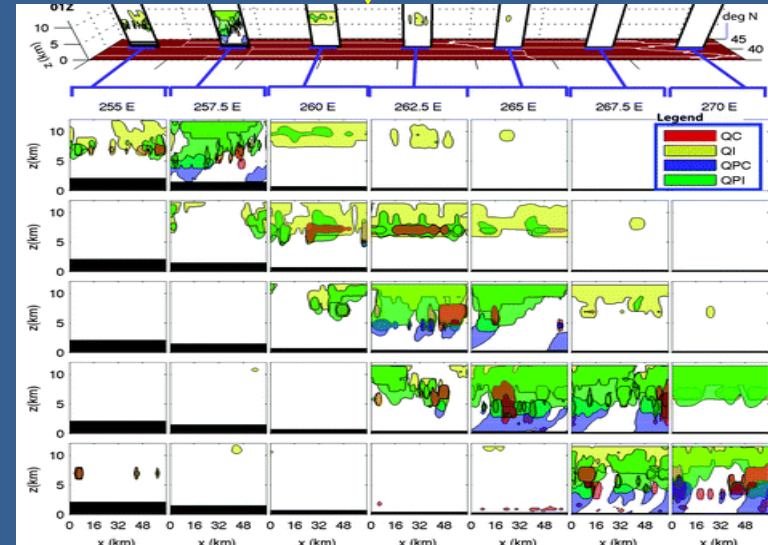 01Z
deg N
10
5
0
z(km)
45
40
255 E 257.5 E 260 E 262.5 E 265 E 267.5 E 270 E
Legend
QC
QI
QPC
QPI
z(km)
10
5
0
z(km)
10
5
0
z(km)
10
5
0
z(km)
10
5
0
z(km)
10
5
0
0 16 32 48 0 16 32 48 0 16 32 48 0 16 32 48 0 16 32 48 0 16 32 48 0 16 32 48
x (km) x (km) x (km) x (km) x (km) x (km) x (km)